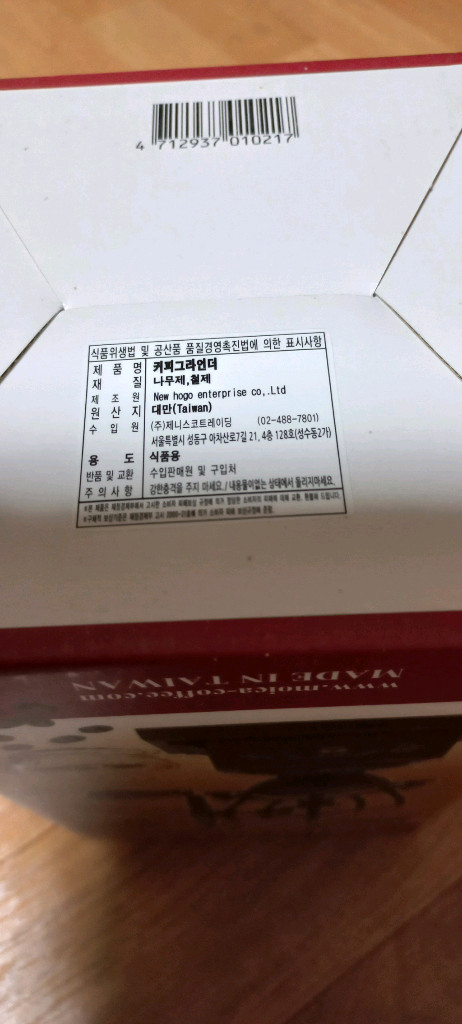 4 712937 010217
식품위생법 및 공산품 품질경영촉진법에 의한 표시사항
제 품 명 커피그라인더
재 질 나무제,철제
제 조 원 New hogo enterprise co,.Ltd
원 산 지 대만(Taiwan)
수 입 원 (주)제니스코트레이딩 (02-488-7801)
서울특별시 성동구 아차산로7길 21, 4층 128호(성수동2가)
용 도 식품용
반품 및 교환 수입판매원 및 구입처
주 의 사 항 강한충격을 주지 마세요 / 내용물이없는 상태에서 돌리지마세요.
MADE IN TAIWAN
www.moica-coffee.com